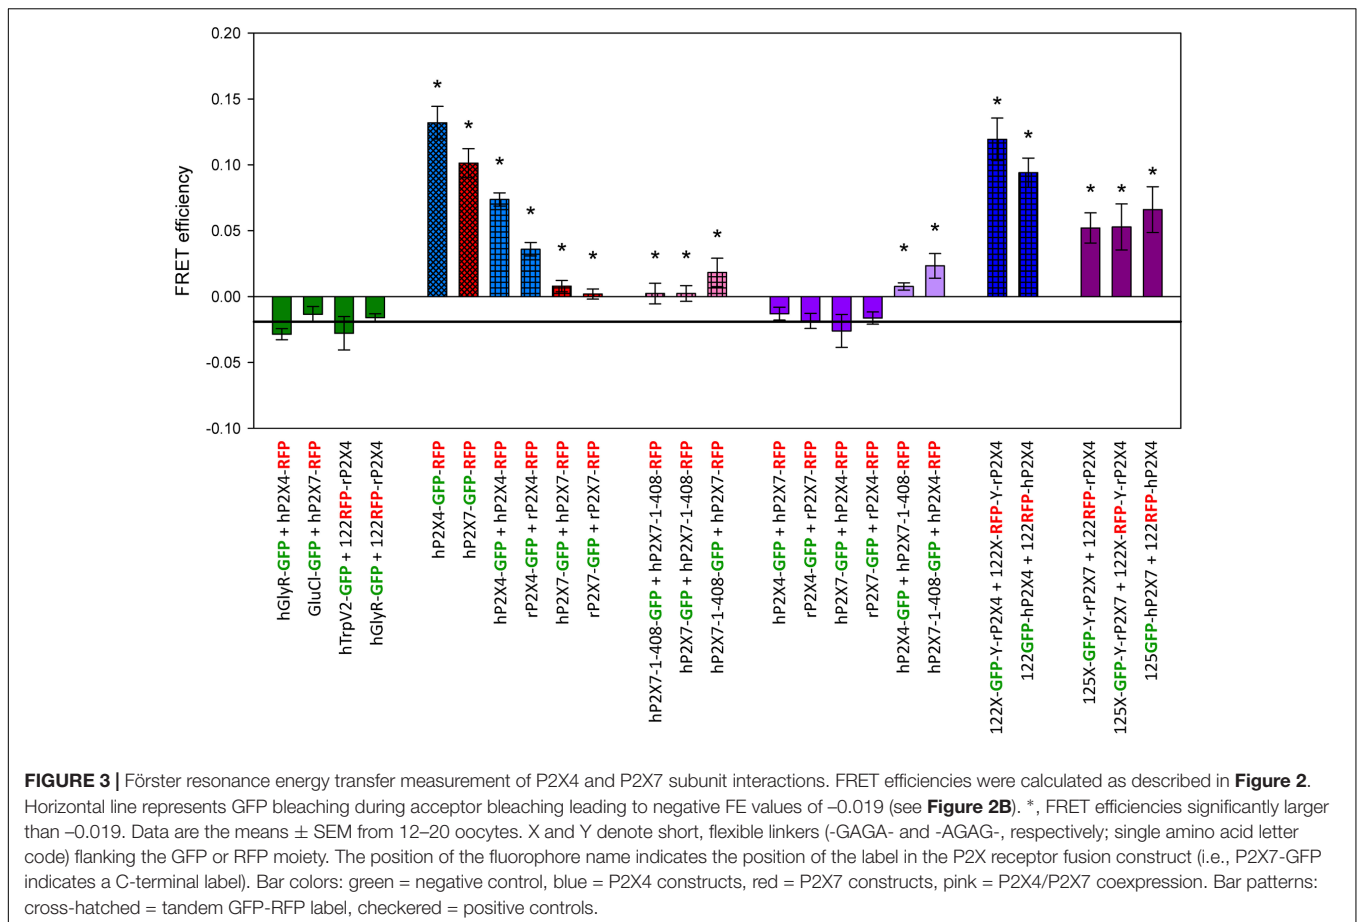 0.20
0.15
0.10
0.05
0.00
-0.05
-0.10
FRET efficiency
* * * * * * * * * * * * * * * *
hGlyR-GFP + hP2X4-RFP
GluCl-GFP + hP2X7-RFP
hTrpV2-GFP + 122RFP-rP2X4
hGlyR-GFP + 122RFP-rP2X4
hP2X4-GFP-RFP
hP2X7-GFP-RFP
hP2X4-GFP + hP2X4-RFP
rP2X4-GFP + rP2X4-RFP
hP2X7-GFP + hP2X7-RFP
rP2X7-GFP + rP2X7-RFP
hP2X7-1-408-GFP + hP2X7-1-408-RFP
hP2X7-GFP + hP2X7-1-408-RFP
hP2X7-1-408-GFP + hP2X7-RFP
hP2X4-GFP + hP2X7-RFP
rP2X4-GFP + rP2X7-RFP
hP2X7-GFP + hP2X4-RFP
rP2X7-GFP + rP2X4-RFP
hP2X4-GFP + hP2X7-1-408-RFP
hP2X7-1-408-GFP + hP2X4-RFP
122X-GFP-Y-rP2X4 + 122X-RFP-Y-rP2X4
122GFP-hP2X4 + 122RFP-hP2X4
125X-GFP-Y-rP2X7 + 122RFP-rP2X4
125X-GFP-Y-rP2X7 + 122X-RFP-Y-rP2X4
125GFP-hP2X7 + 122RFP-hP2X4
FIGURE 3 | Förster resonance energy transfer measurement of P2X4 and P2X7 subunit interactions. FRET efficiencies were calculated as described in Figure 2.
Horizontal line represents GFP bleaching during acceptor bleaching leading to negative FE values of –0.019 (see Figure 2B). *, FRET efficiencies significantly larger
than –0.019. Data are the means ± SEM from 12–20 oocytes. X and Y denote short, flexible linkers (-GAGA- and -AGAG-, respectively; single amino acid letter
code) flanking the GFP or RFP moiety. The position of the fluorophore name indicates the position of the label in the P2X receptor fusion construct (i.e., P2X7-GFP
indicates a C-terminal label). Bar colors: green = negative control, blue = P2X4 constructs, red = P2X7 constructs, pink = P2X4/P2X7 coexpression. Bar patterns:
cross-hatched = tandem GFP-RFP label, checkered = positive controls.